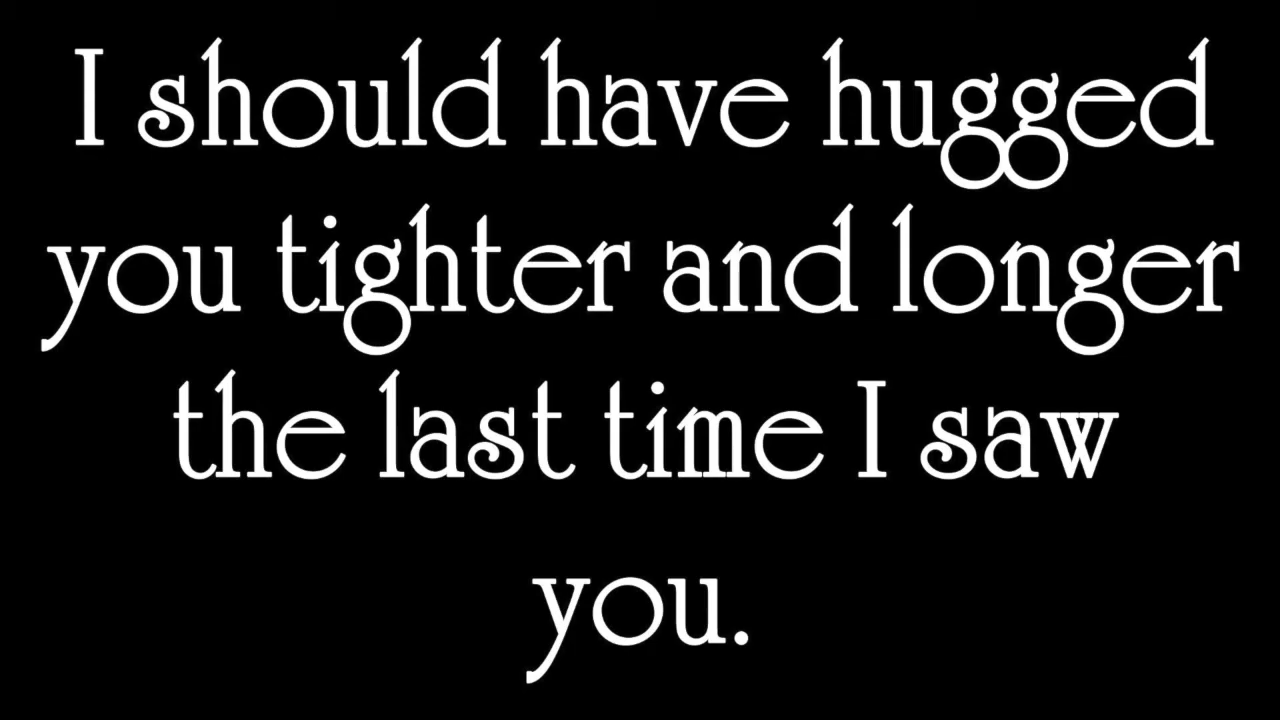 I should have hugged
you tighter and longer
the last time I saw
you.